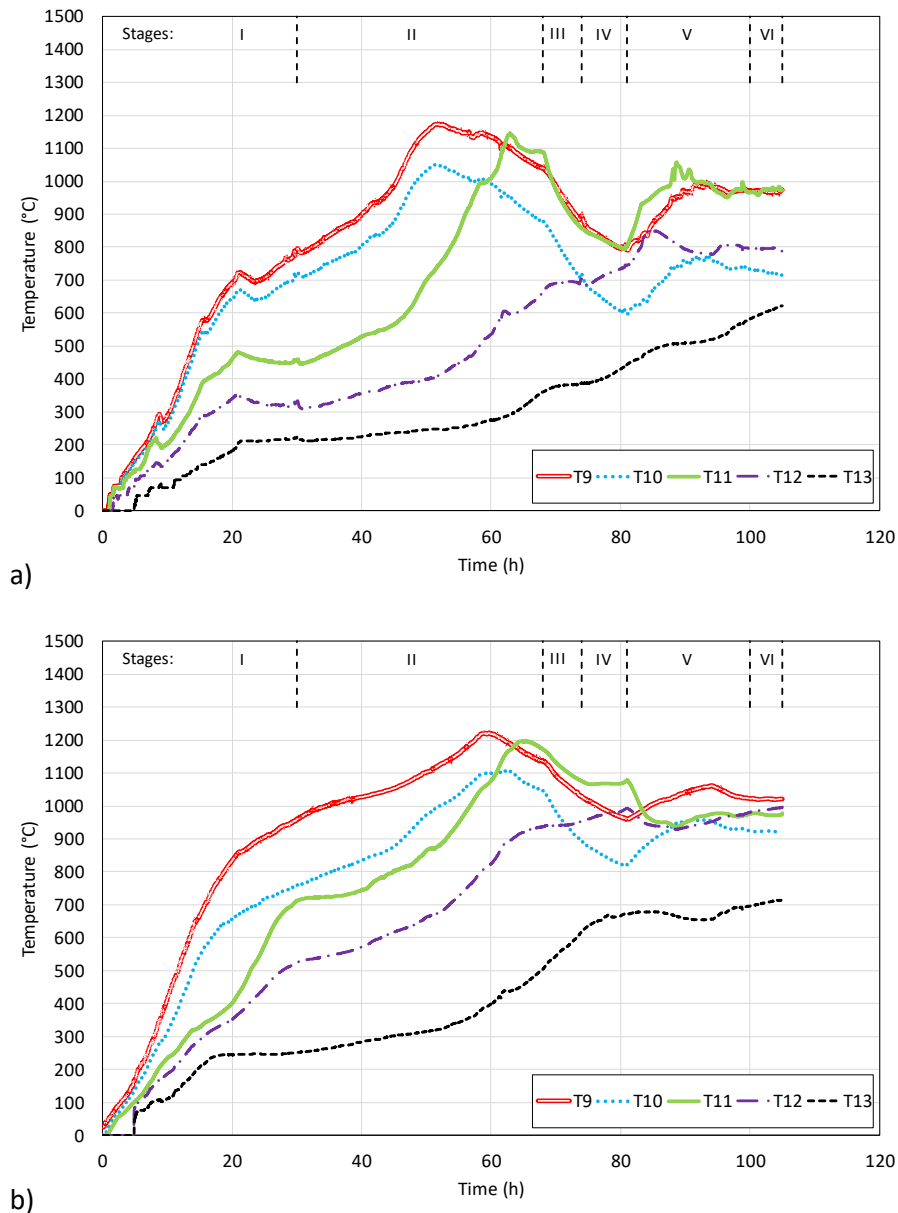 1500
1400
1300
1200
1100
1000
900
800
700
600
500
400
300
200
100
0
Temperature (°C)
Stages: I II III IV V VI
T9 T10 T11 T12 T13
0 20 40 60 80 100 120
Time (h)
a)
1500
1400
1300
1200
1100
1000
900
800
700
600
500
400
300
200
100
0
Temperature (°C)
Stages: I II III IV V VI
T9 T10 T11 T12 T13
0 20 40 60 80 100 120
Time (h)
b)